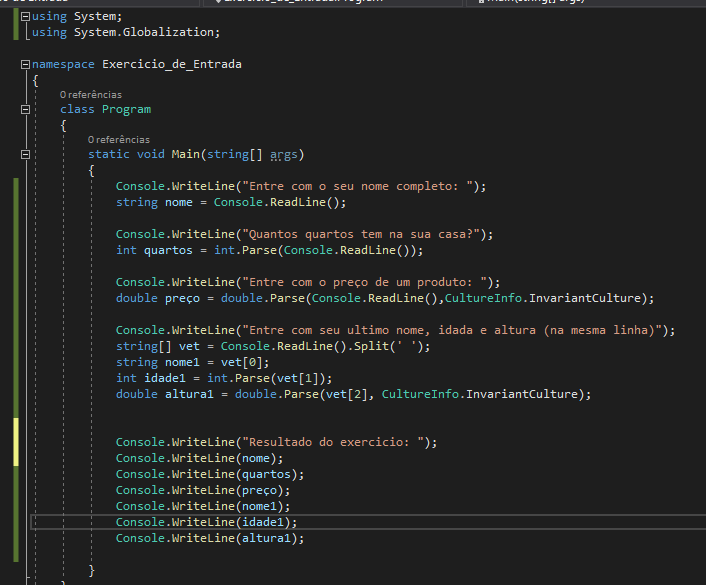 using System;
using System.Globalization;
namespace Exercicio_de_Entrada
{
0 referências
class Program
{
0 referências
static void Main(string[] args)
{
Console.WriteLine("Entre com o seu nome completo: ");
string nome = Console.ReadLine();
Console.WriteLine("Quantos quartos tem na sua casa?");
int quartos = int.Parse(Console.ReadLine());
Console.WriteLine("Entre com o preço de um produto: ");
double preço = double.Parse(Console.ReadLine(),CultureInfo.InvariantCulture);
Console.WriteLine("Entre com seu ultimo nome, idada e altura (na mesma linha)");
string[] vet = Console.ReadLine().Split(' ');
string nome1 = vet[0];
int idade1 = int.Parse(vet[1]);
double altura1 = double.Parse(vet[2], CultureInfo.InvariantCulture);
Console.WriteLine("Resultado do exercicio: ");
Console.WriteLine(nome);
Console.WriteLine(quartos);
Console.WriteLine(preço);
Console.WriteLine(nome1);
Console.WriteLine(idade1);
Console.WriteLine(altura1);
}